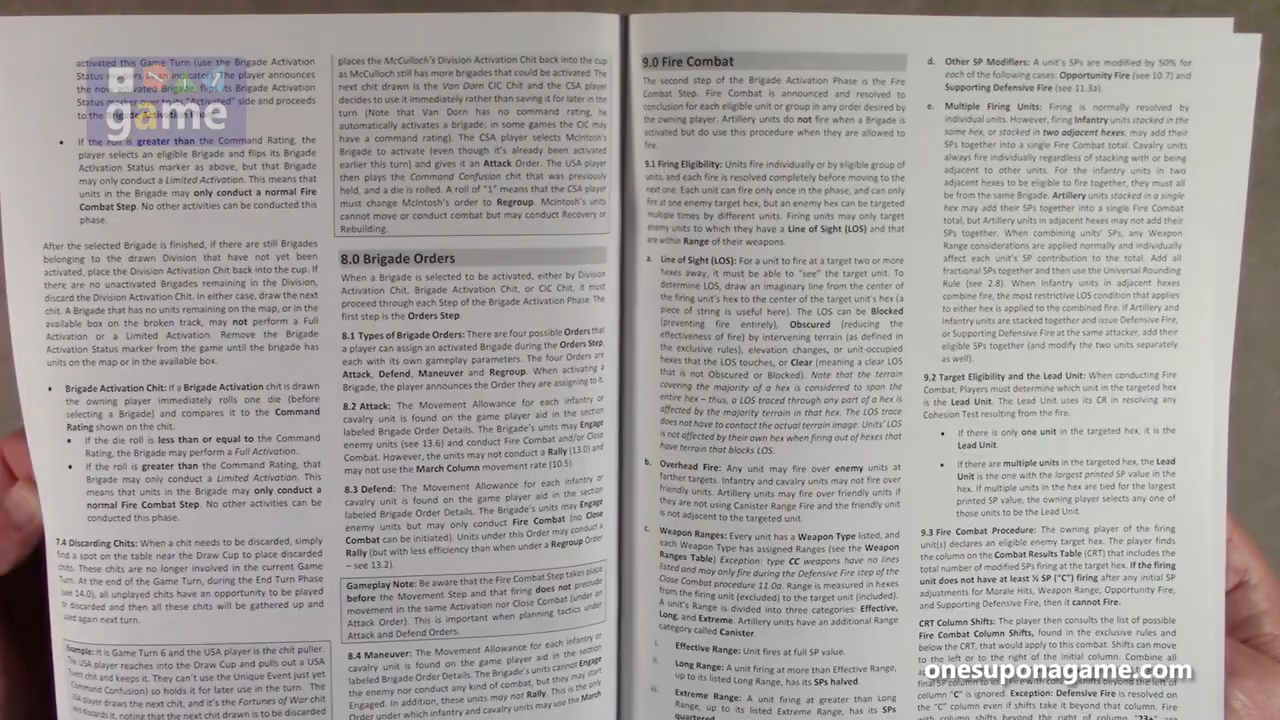 activated this Game Turn (use the Brigade Activation
Status
an indicator). The player announces
the
Brigade, flips its Brigade Activation
Status
"Activated" side and proceeds
to the Brigade Activation
game
If the roll is greater than the Command Rating, the
player selects an eligible Brigade and flips its Brigade
Activation Status marker as above, but that Brigade
may only conduct a Limited Activation. This means that
units in the Brigade may only conduct a normal Fire
Combat Step. No other activities can be conducted this
phase.
After the selected Brigade is finished, if there are still Brigades
belonging to the drawn Division that have not yet been
activated, place the Division Activation Chit back into the cup. If
there are no unactivated Brigades remaining in the Division,
discard the Division Activation Chit. In either case, draw the next
chit. A Brigade that has no units remaining on the map, or in the
available box on the broken track, may not perform a Full
Activation or a Limited Activation. Remove the Brigade
Activation Status marker from the game until the brigade has
units on the map or in the available box.
• Brigade Activation Chit: If a Brigade Activation chit is drawn
the owning player immediately rolls one die (before
selecting a Brigade) and compares it to the Command
Rating shown on the chit.
• If the die roll is less than or equal to the Command
Rating, the Brigade may perform a Full Activation.
• If the roll is greater than the Command Rating, that
Brigade may only conduct a Limited Activation. This
means that units in the Brigade may only conduct a
normal Fire Combat Step. No other activities can be
conducted this phase.
7.4 Discarding Chits: When a chit needs to be discarded, simply
find a spot on the table near the Draw Cup to place discarded
chits. These chits are no longer involved in the current Game
Turn. At the end of the Game Turn, during the End Turn Phase
(see 14.0), all unplayed chits have an opportunity to be played
or discarded and then all these chits will be gathered up and
used again next turn.
Example: It is Game Turn 6 and the USA player is the chit puller.
The USA player reaches into the Draw Cup and pulls out a USA
Event chit and keeps it. They can't use the Unique Event just yet
(Command Confusion) so holds it for later use in the turn. The
USA player draws the next chit, and it's the Fortunes of War chit
and discards it, noting that the next chit drawn is to be discarded
places the McCulloch's Division Activation Chit back into the cup
as McCulloch still has more brigades that could be activated. The
next chit drawn is the Van Dorn CIC Chit and the CSA player
decides to use it immediately rather than saving it for later in the
turn (Note that Van Dorn has no command rating, he
automatically activates a brigade; in some games the CIC may
have a command rating). The CSA player selects McIntosh's
Brigade to activate (even though it's already been activated
earlier this turn) and gives it an Attack Order. The USA player
then plays the Command Confusion chit that was previously
held, and a die is rolled. A roll of "1" means that the CSA player
must change McIntosh's order to Regroup. McIntosh's units
cannot move or conduct combat but may conduct Recovery or
Rebuilding.
8.0 Brigade Orders
When a Brigade is selected to be activated, either by Division
Activation Chit, Brigade Activation Chit, or CIC Chit, it must
proceed through each Step of the Brigade Activation Phase. The
first step is the Orders Step.
8.1 Types of Brigade Orders: There are four possible Orders that
a player can assign an activated Brigade during the Orders Step,
each with its own gameplay parameters. The four Orders are
Attack, Defend, Maneuver and Regroup. When activating a
Brigade, the player announces the Order they are assigning to it.
8.2 Attack: The Movement Allowance for each infantry or
cavalry unit is found on the game player aid in the section
labeled Brigade Order Details. The Brigade's units may Engage
enemy units (see 13.6) and conduct Fire Combat and/or Close
Combat. However, the units may not conduct a Rally (13.0) and
may not use the March Column movement rate (10.5).
8.3 Defend: The Movement Allowance for each infantry or
cavalry unit is found on the game player aid in the section
labeled Brigade Order Details. The Brigade's units may Engage
enemy units but may only conduct Fire Combat (no Close
Combat can be initiated). Units under this Order may conduct a
Rally (but with less efficiency than when under a Regroup Order
– see 13.2).
Gameplay Note: Be aware that the Fire Combat Step takes place
before the Movement Step and that firing does not preclude
movement in the same Activation nor Close Combat (under an
Attack Order). This is important when planning tactics under
Attack and Defend Orders.
8.4 Maneuver: The Movement Allowance for each infantry or
cavalry unit is found on the game player aid in the section
labeled Brigade Order Details. The Brigade's units cannot Engage
the enemy nor conduct any kind of combat, but they may start
Engaged. In addition, these units may not Rally. This is the only
Order under which infantry and cavalry units may use the March
9.0 Fire Combat
The second step of the Brigade Activation Phase is the Fire
Combat Step. Fire Combat is announced and resolved to
conclusion for each eligible unit or group in any order desired by
the owning player. Artillery units do not fire when a Brigade is
activated but do use this procedure when they are allowed to
fire.
9.1 Firing Eligibility: Units fire individually or by eligible group of
units, and each fire is resolved completely before moving to the
next one. Each unit can fire only once in the phase, and can only
fire at one enemy target hex, but an enemy hex can be targeted
multiple times by different units. Firing units may only target
enemy units to which they have a Line of Sight (LOS) and that
are within Range of their weapons.
a. Line of Sight (LOS): For a unit to fire at a target two or more
hexes away, it must be able to "see" the target unit. To
determine LOS, draw an imaginary line from the center of
the firing unit's hex to the center of the target unit's hex (a
piece of string is useful here). The LOS can be Blocked
(preventing fire entirely), Obscured (reducing the
effectiveness of fire) by intervening terrain (as defined in
the exclusive rules), elevation changes, or unit-occupied
hexes that the LOS touches, or Clear (meaning a clear LOS
that is not Obscured or Blocked). Note that the terrain
covering the majority of a hex is considered to span the
entire hex – thus, a LOS traced through any part of a hex is
affected by the majority terrain in that hex. The LOS trace
does not have to contact the actual terrain image. Units' LOS
is not affected by their own hex when firing out of hexes that
have terrain that blocks LOS.
b. Overhead Fire: Any unit may fire over enemy units at
farther targets. Infantry and cavalry units may not fire over
friendly units. Artillery units may fire over friendly units if
they are not using Canister Range Fire and the friendly unit
is not adjacent to the targeted unit.
c. Weapon Ranges: Every unit has a Weapon Type listed, and
each Weapon Type has assigned Ranges (see the Weapon
Ranges Table) Exception: type CC weapons have no lines
listed and may only fire during the Defensive Fire step of the
Close Combat procedure 11.0a. Range is measured in hexes
from the firing unit (excluded) to the target unit (included).
A unit's Range is divided into three categories: Effective,
Long, and Extreme. Artillery units have an additional Range
category called Canister.
i. Effective Range: Unit fires at full SP value.
ii. Long Range: A unit firing at more than Effective Range,
up to its listed Long Range, has its SPs halved.
iii. Extreme Range: A unit firing at greater than Long
Range, up to its listed Extreme Range, has its SPs
quartered.
d. Other SP Modifiers: A unit's SPs are modified by 50% for
each of the following cases: Opportunity Fire (see 10.7) and
Supporting Defensive Fire (see 11.3a).
e. Multiple Firing Units: Firing is normally resolved by
individual units. However, firing Infantry units stacked in the
same hex, or stacked in two adjacent hexes, may add their
SPs together into a single Fire Combat total. Cavalry units
always fire individually regardless of stacking with or being
adjacent to other units. For the infantry units in two
adjacent hexes to be eligible to fire together, they must all
be from the same Brigade. Artillery units stacked in a single
hex may add their SPs together into a single Fire Combat
total, but Artillery units in adjacent hexes may not add their
SPs together. When combining units' SPs, any Weapon
Range considerations are applied normally and individually
affect each unit's SP contribution to the total. Add all
fractional SPs together and then use the Universal Rounding
Rule (see 2.8). When Infantry units in adjacent hexes
combine fire, the most restrictive LOS condition that applies
to either hex is applied to the combined fire. If Artillery and
Infantry units are stacked together and issue Defensive Fire,
or Supporting Defensive Fire at the same attacker, add their
eligible SPs together (and modify the two units separately
as well).
9.2 Target Eligibility and the Lead Unit: When conducting Fire
Combat, Players must determine which unit in the targeted hex
is the Lead Unit. The Lead Unit uses its CR in resolving any
Cohesion Test resulting from the fire.
• If there is only one unit in the targeted hex, it is the
Lead Unit.
• If there are multiple units in the targeted hex, the Lead
Unit is the one with the largest printed SP value in the
hex. If multiple units in the hex are tied for the largest
printed SP value, the owning player selects any one of
those units to be the Lead Unit.
9.3 Fire Combat Procedure: The owning player of the firing
unit(s) declares an eligible enemy target hex. The player finds
the column on the Combat Results Table (CRT) that includes the
total number of modified SPs firing at the target hex. If the firing
unit does not have at least ½ SP ("C") firing after any initial SP
adjustments for Morale Hits, Weapon Range, Opportunity Fire,
and Supporting Defensive Fire, then it cannot Fire.
CRT Column Shifts: The player then consults the list of possible
Fire Combat Column Shifts, found in the exclusive rules and
below the CRT, that would apply to this combat. Shifts can move
to the left or to the right of the initial column. Combine all
onesuponagame.com
column "C" is ignored. Exception: Defensive Fire is resolved on
the "C" column even if shifts take it beyond that column.